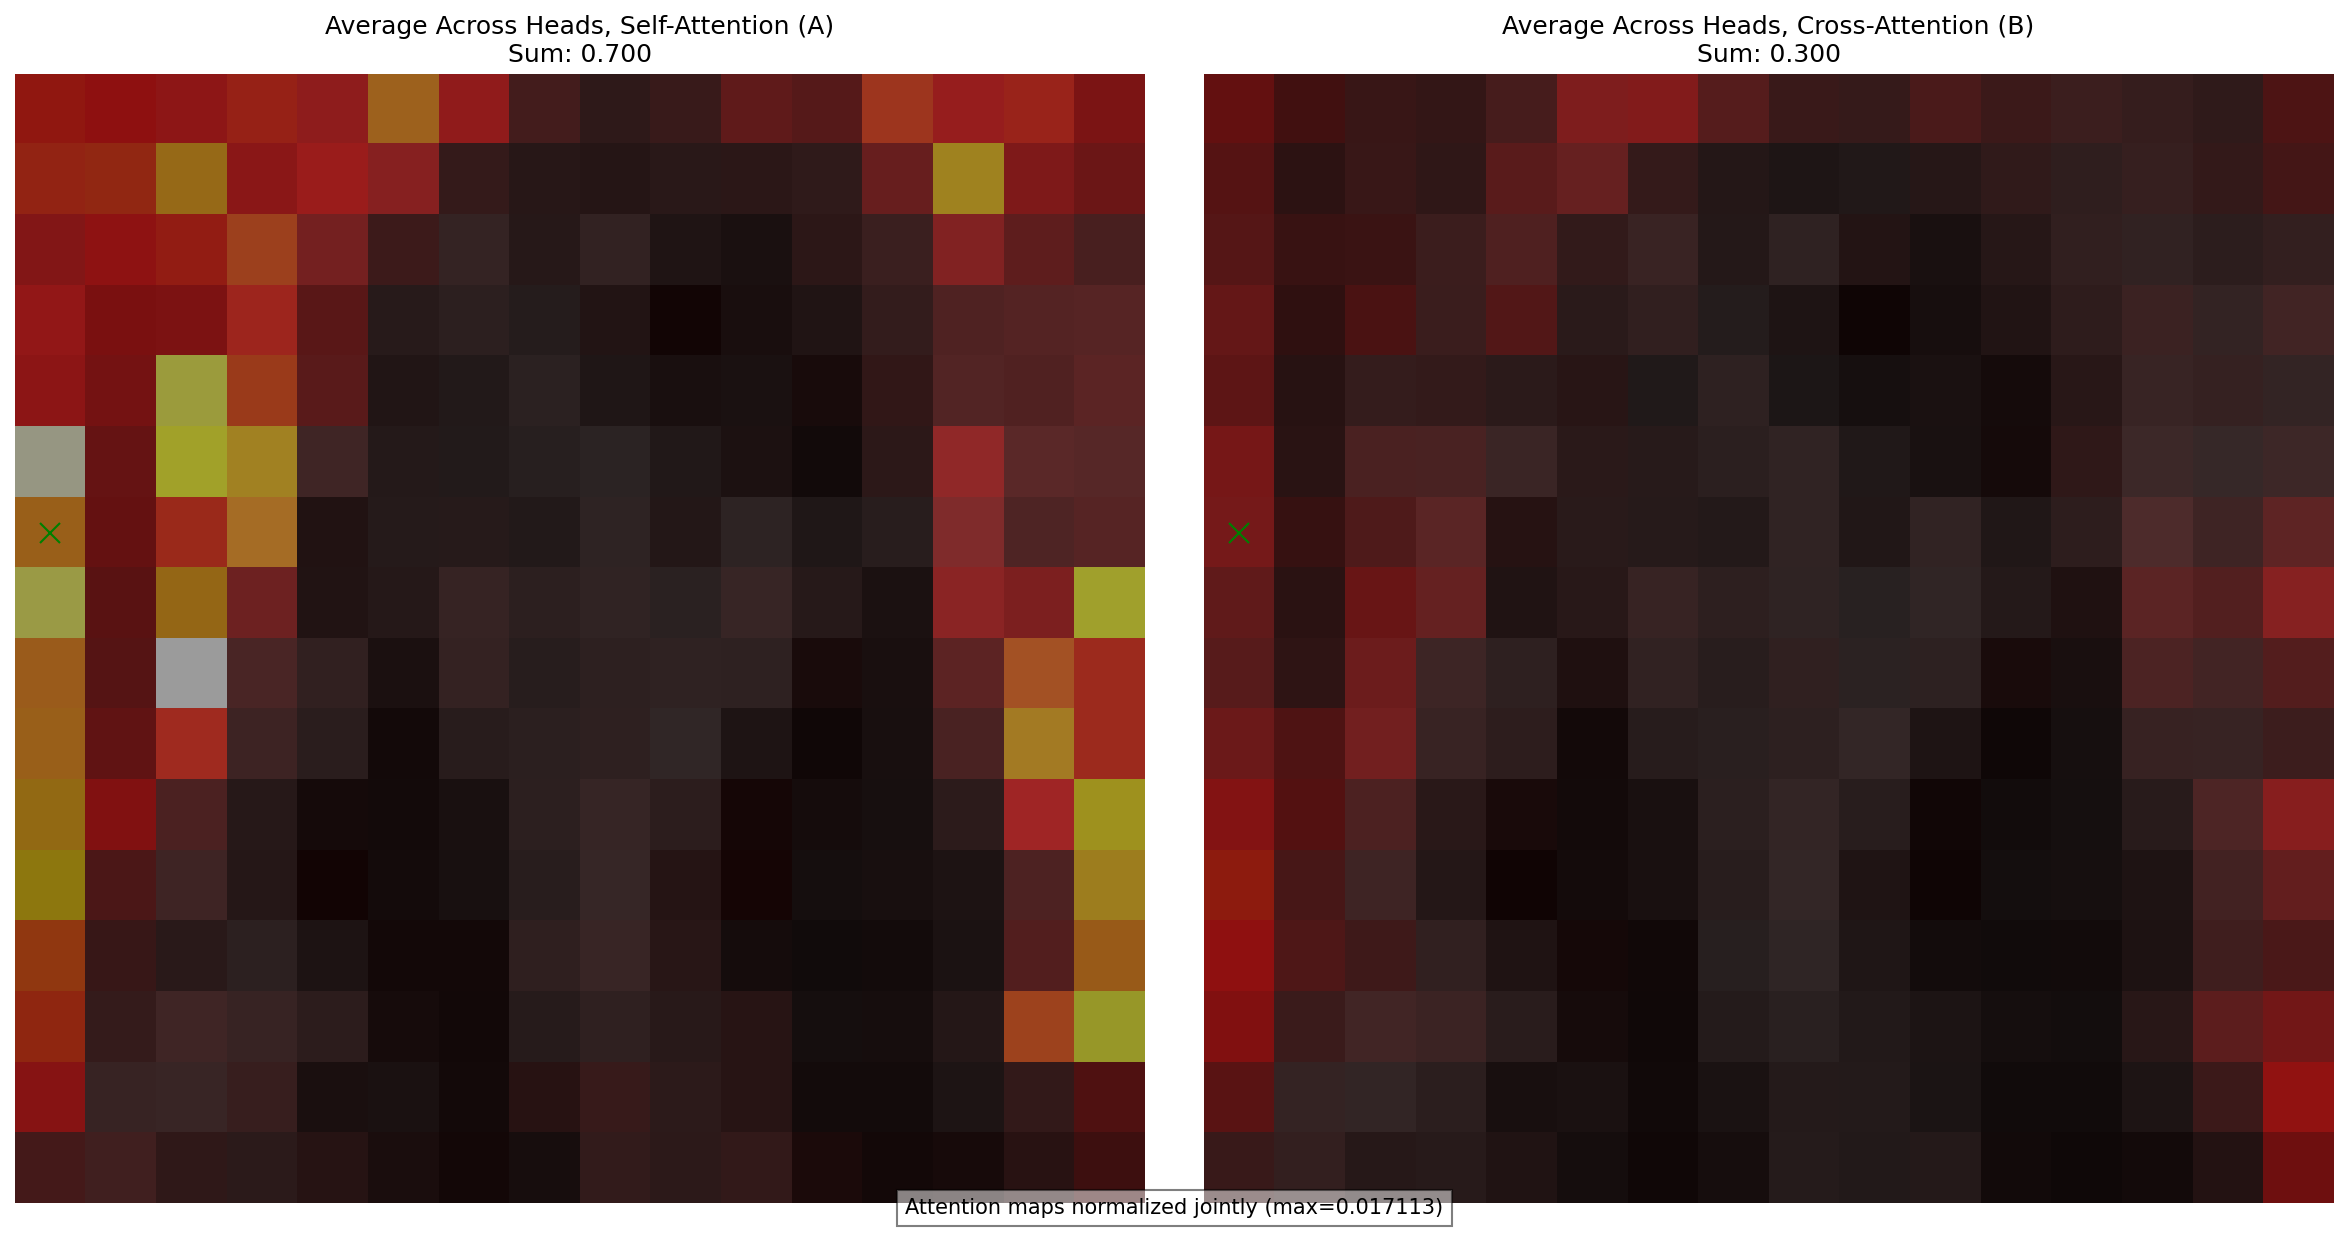 Average Across Heads, Self-Attention (A)
Sum: 0.700
Average Across Heads, Cross-Attention (B)
Sum: 0.300
Attention maps normalized jointly (max=0.017113)